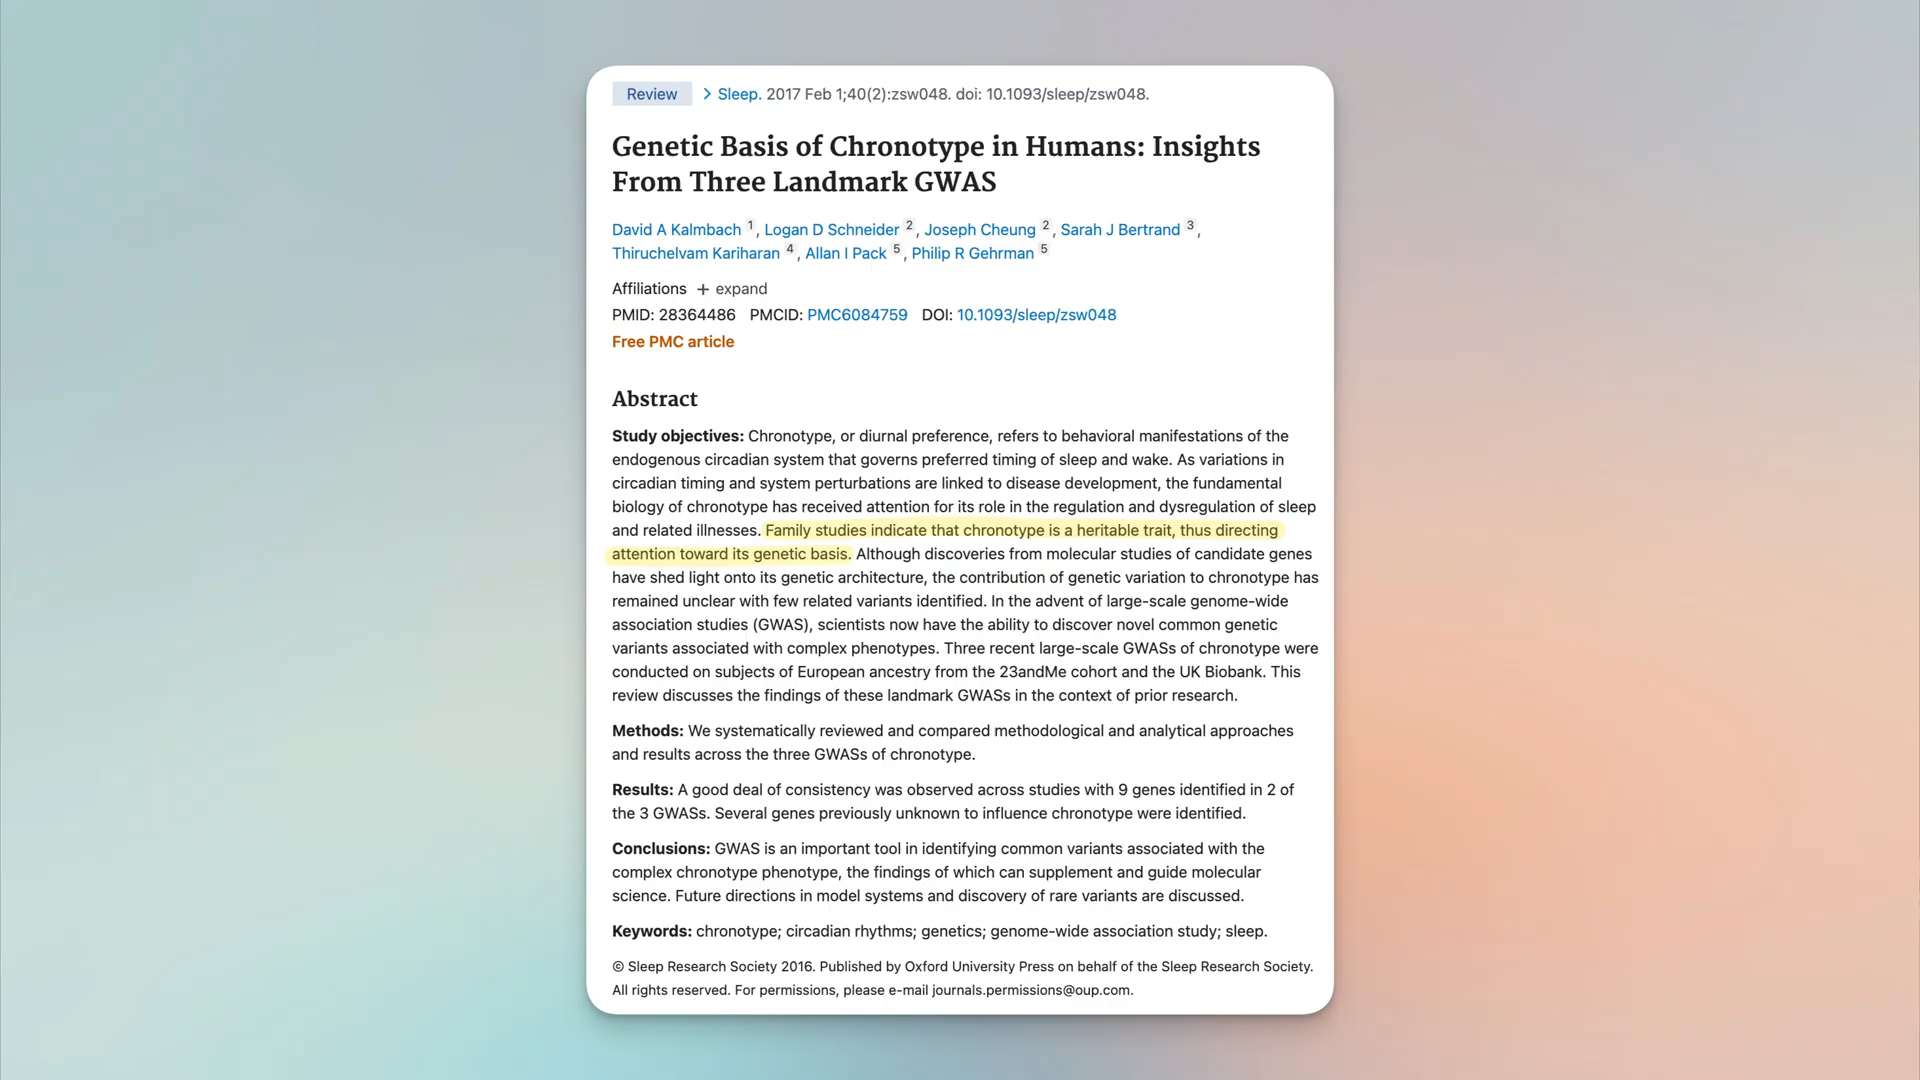 Review > Sleep. 2017 Feb 1;40(2):zsw048. doi: 10.1093/sleep/zsw048.
Genetic Basis of Chronotype in Humans: Insights
From Three Landmark GWAS
David A Kalmbach 1, Logan D Schneider 2, Joseph Cheung 2, Sarah J Bertrand 3,
Thiruchelvam Kariharan 4, Allan I Pack 5, Philip R Gehrman 5
Affiliations + expand
PMID: 28364486 PMCID: PMC6084759 DOI: 10.1093/sleep/zsw048
Free PMC article
Abstract
Study objectives: Chronotype, or diurnal preference, refers to behavioral manifestations of the
endogenous circadian system that governs preferred timing of sleep and wake. As variations in
circadian timing and system perturbations are linked to disease development, the fundamental
biology of chronotype has received attention for its role in the regulation and dysregulation of sleep
and related illnesses. Family studies indicate that chronotype is a heritable trait, thus directing
attention toward its genetic basis. Although discoveries from molecular studies of candidate genes
have shed light onto its genetic architecture, the contribution of genetic variation to chronotype has
remained unclear with few related variants identified. In the advent of large-scale genome-wide
association studies (GWAS), scientists now have the ability to discover novel common genetic
variants associated with complex phenotypes. Three recent large-scale GWASs of chronotype were
conducted on subjects of European ancestry from the 23andMe cohort and the UK Biobank. This
review discusses the findings of these landmark GWASs in the context of prior research.
Methods: We systematically reviewed and compared methodological and analytical approaches
and results across the three GWASs of chronotype.
Results: A good deal of consistency was observed across studies with 9 genes identified in 2 of
the 3 GWASs. Several genes previously unknown to influence chronotype were identified.
Conclusions: GWAS is an important tool in identifying common variants associated with the
complex chronotype phenotype, the findings of which can supplement and guide molecular
science. Future directions in model systems and discovery of rare variants are discussed.
Keywords: chronotype; circadian rhythms; genetics; genome-wide association study; sleep.
© Sleep Research Society 2016. Published by Oxford University Press on behalf of the Sleep Research Society.
All rights reserved. For permissions, please e-mail journals.permissions@oup.com.